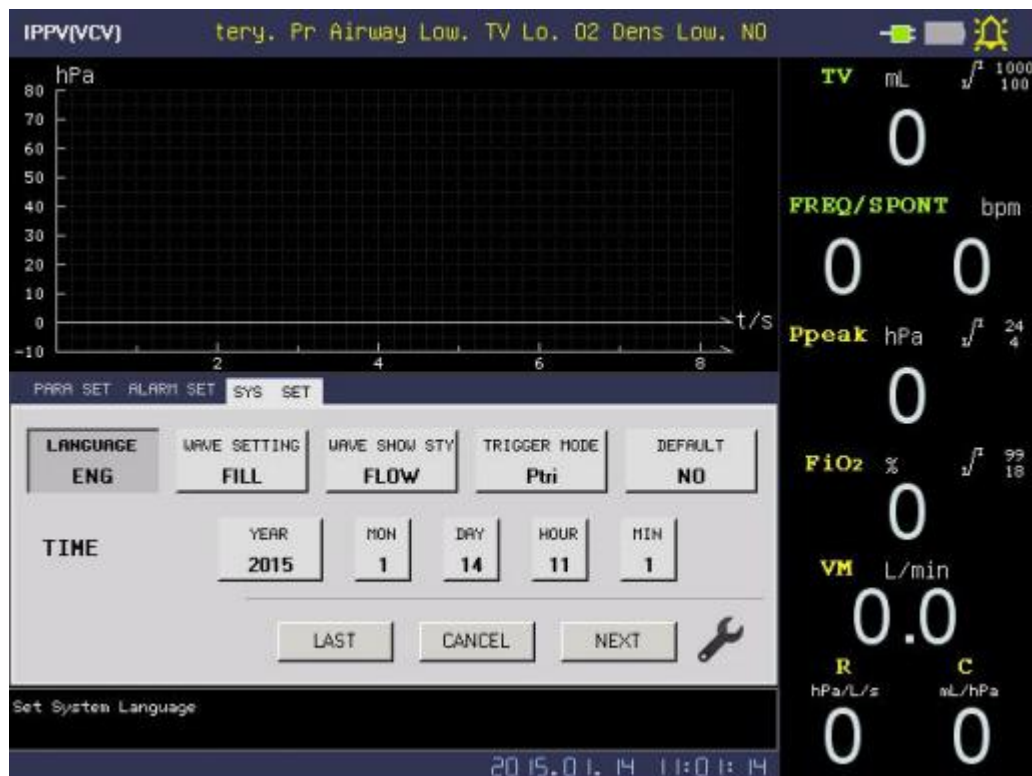 IPPV(VCV) tery. Pr Airway Low. TV Lo. O2 Dens Low. NO
hPa
80
70
60
50
40
30
20
10
0
-10
2 4 6 8
t/s
TV mL 1000 100
0
FREQ/SPONT bpm
0 0
Ppeak hPa 24 4
0
FiO2 % 99 18
0
VM L/min
0.0
R C
hPa/L/s mL/hPa
0 0
PARA SET ALARM SET SYS SET
LANGUAGE WAVE SETTING WAVE SHOW STY TRIGGER MODE DEFAULT
ENG FILL FLOW Ptri NO
TIME
YEAR MON DAY HOUR MIN
2015 1 14 11 1
LAST CANCEL NEXT
Set System Language
2015.01.14 11:01:14